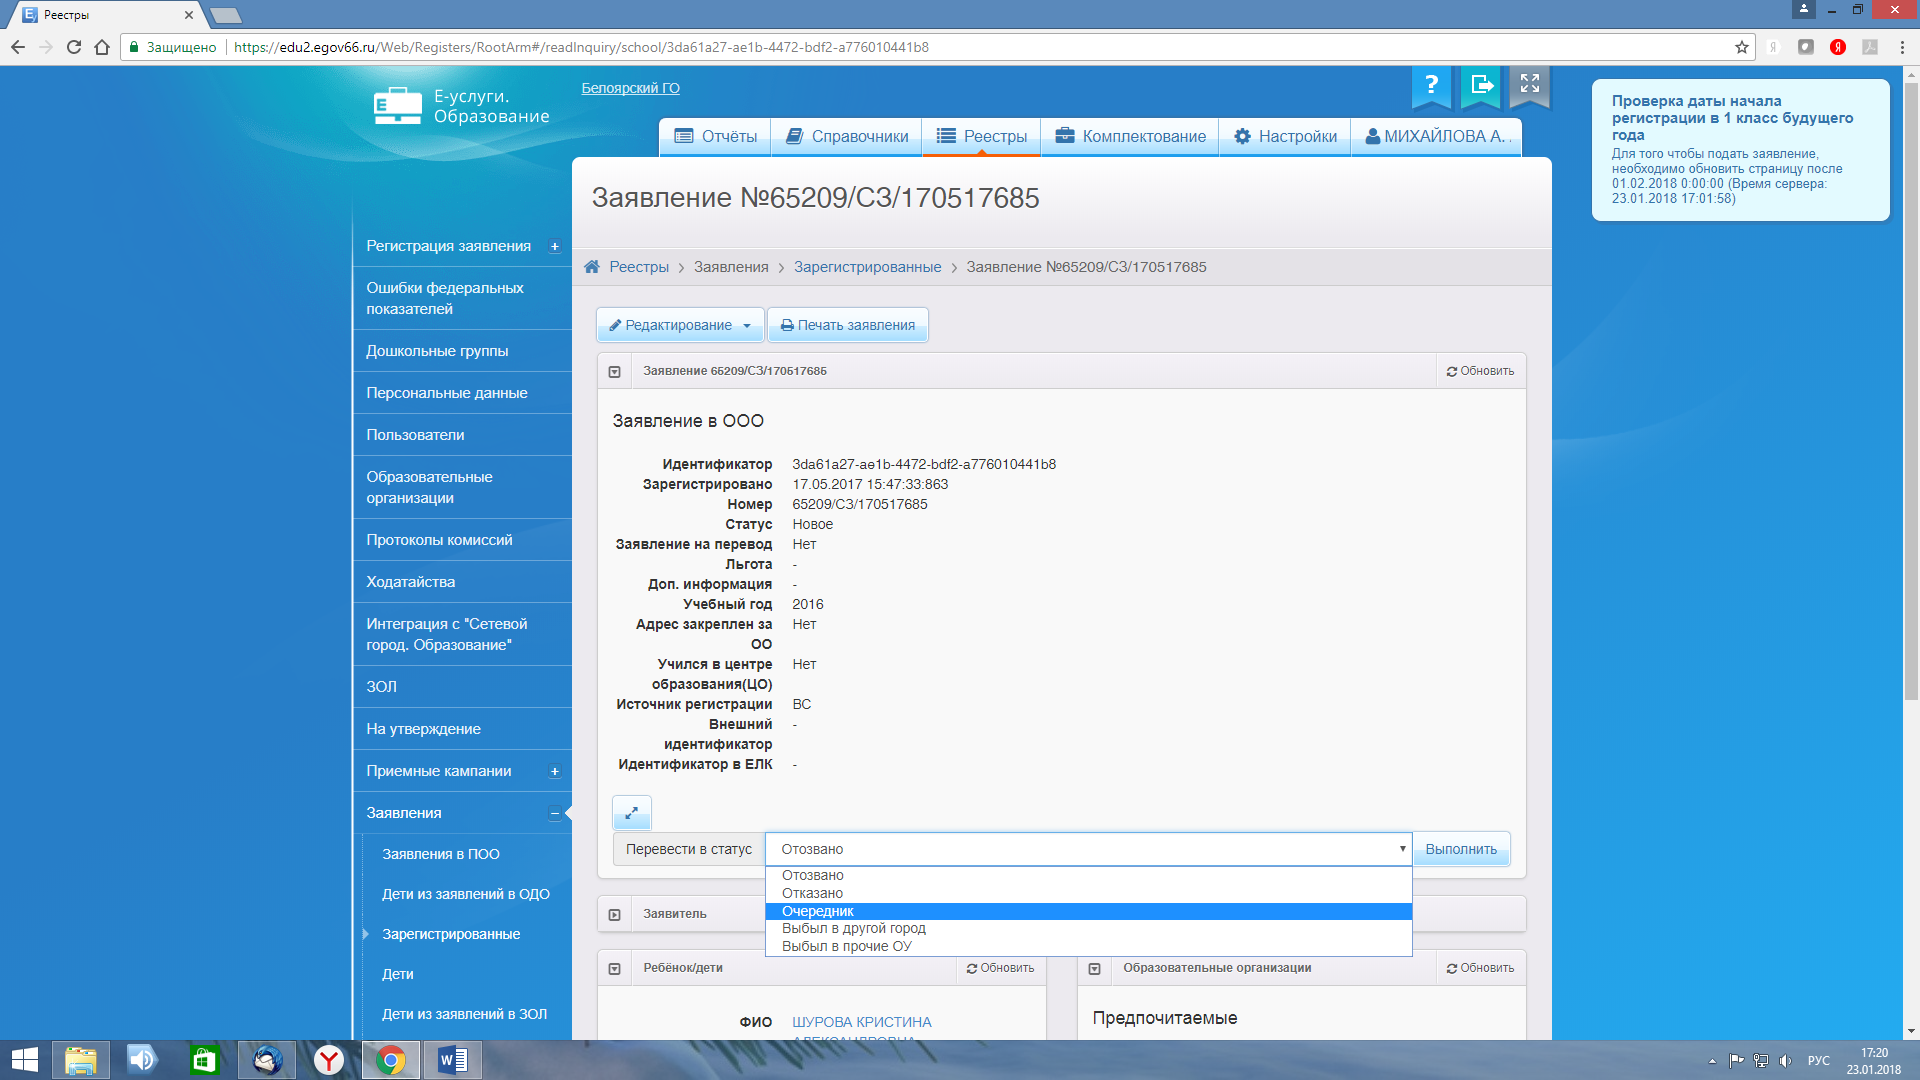 Реестры
Защищено
https://edu2.egov66.ru/Web/Registers/RootArm#/readInquiry/school/3da61a27-ae1b-4472-bdf2-a776010441b8
Е-услуги.
Образование
Белоярский ГО
Отчёты
Справочники
Реестры
Комплектование
Настройки
МИХАЙЛОВА А. .
Проверка даты начала
регистрации в 1 класс будущего
года
Для того чтобы подать заявление,
необходимо обновить страницу после
01.02.2018 0:00:00 (Время сервера:
23.01.2018 17:01:58)
Заявление №65209/СЗ/170517685
Реестры > Заявления > Зарегистрированные > Заявление №65209/СЗ/170517685
Регистрация заявления
Ошибки федеральных
показателей
Дошкольные группы
Персональные данные
Пользователи
Образовательные
организации
Протоколы комиссий
Ходатайства
Интеграция с "Сетевой
город. Образование"
ЗОЛ
На утверждение
Приемные кампании
Заявления
Заявления в ПОО
Дети из заявлений в ОДО
Зарегистрированные
Дети
Дети из заявлений в ЗОЛ
Редактирование
Печать заявления
Заявление 65209/СЗ/170517685
Обновить
Заявление в ООО
Идентификатор 3da61a27-ae1b-4472-bdf2-a776010441b8
Зарегистрировано 17.05.2017 15:47:33:863
Номер 65209/СЗ/170517685
Статус Новое
Заявление на перевод Нет
Льгота -
Доп. информация -
Учебный год 2016
Адрес закреплен за Нет
ОО
Учился в центре Нет
образования(ЦО)
Источник регистрации ВС
Внешний -
идентификатор
Идентификатор в ЕЛК -
Перевести в статус
Отозвано
Выполнить
Отозвано
Отказано
Очередник
Выбыл в другой город
Выбыл в прочие ОУ
Заявитель
Ребёнок/дети
Обновить
Образовательные организации
Обновить
ФИО ШУРОВА КРИСТИНА
АЛЕКСАНДРОВНА
Предпочитаемые
РУС
17:20
23.01.2018